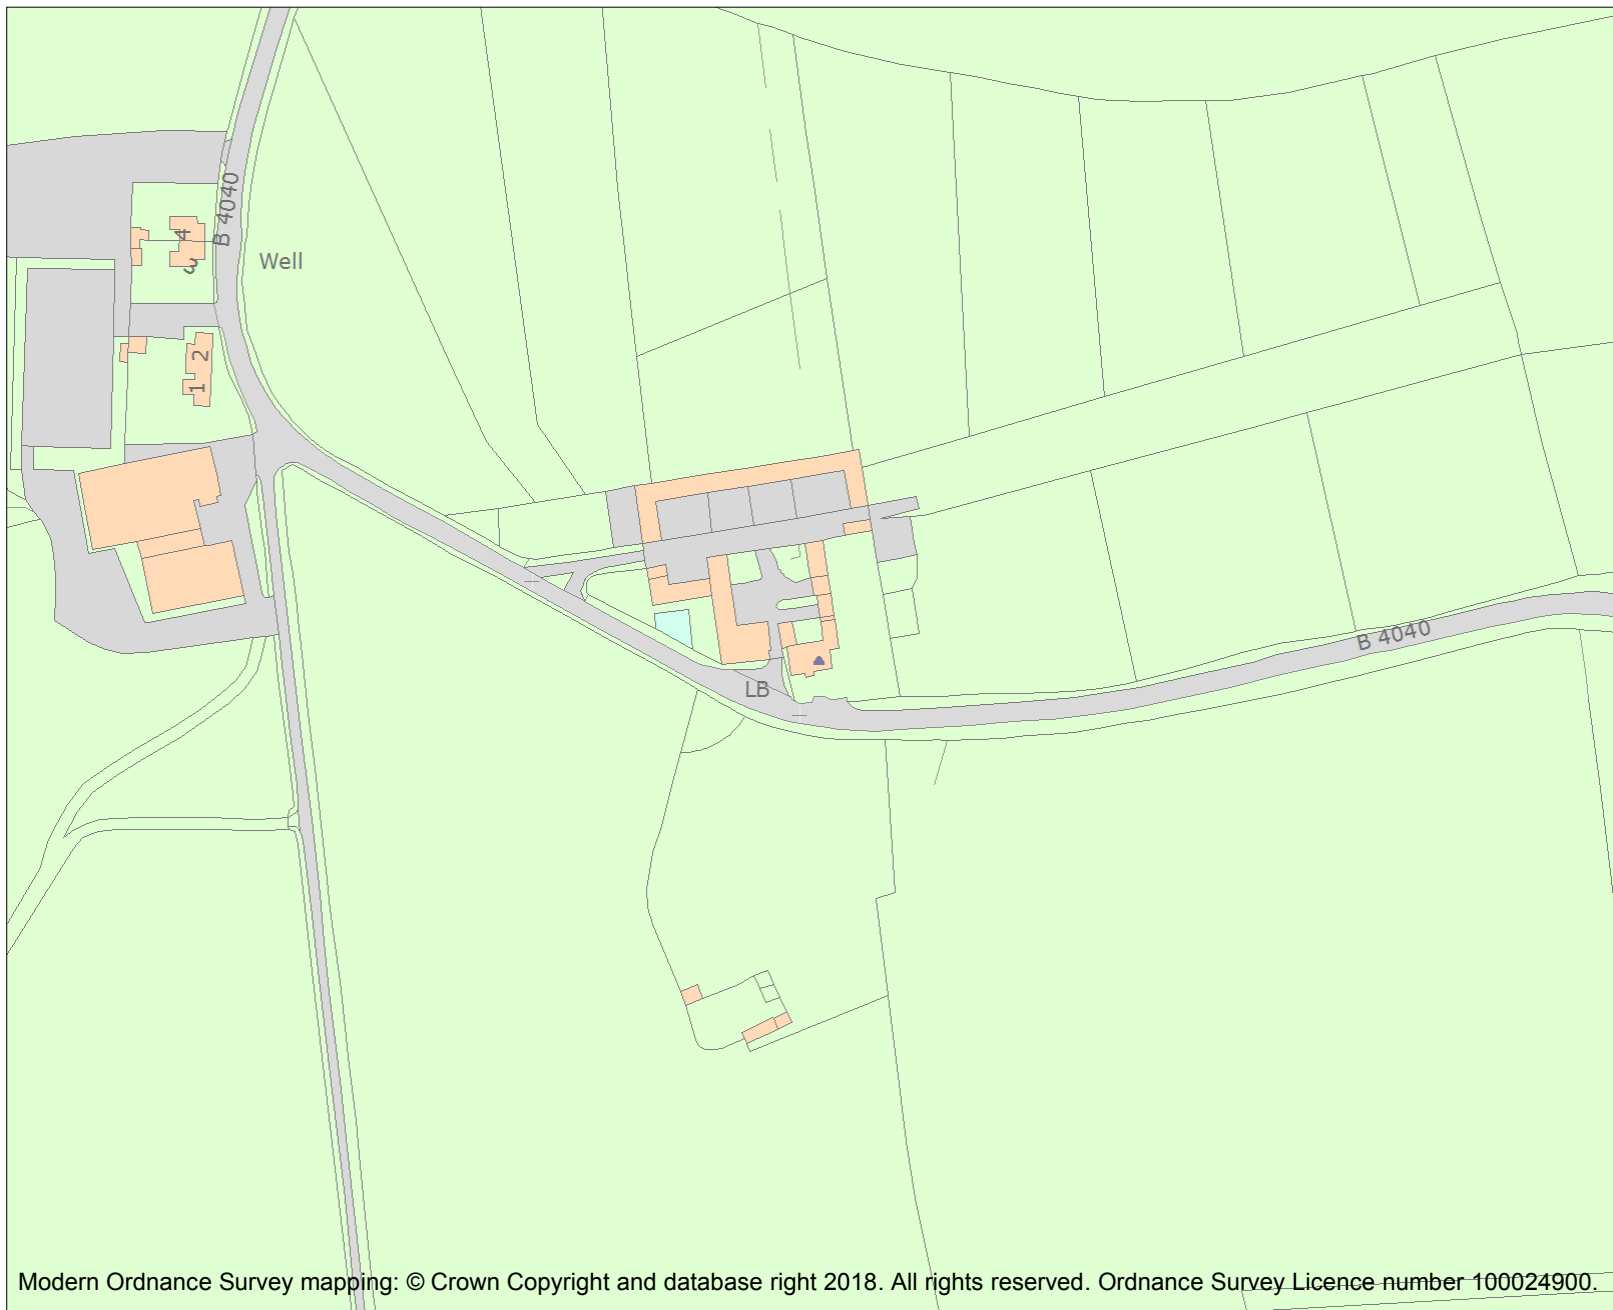 B 4040
4
3
Well
2
1
B 4040
LB
Modern Ordnance Survey mapping: © Crown Copyright and database right 2018. All rights reserved. Ordnance Survey Licence number 100024900.